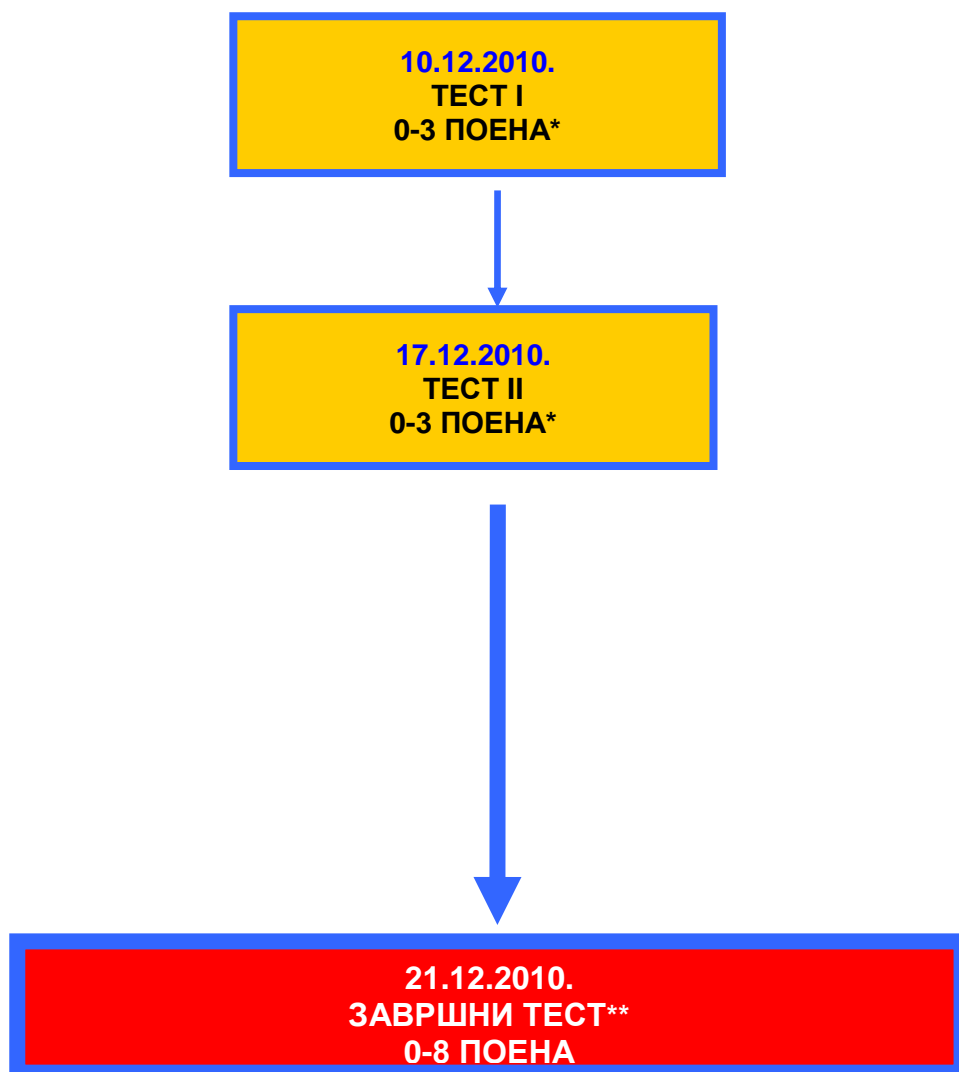 10.12.2010.
ТЕСТ I
0-3 ПОЕНА*
17.12.2010.
ТЕСТ II
0-3 ПОЕНА*
21.12.2010.
ЗАВРШНИ ТЕСТ**
0-8 ПОЕНА